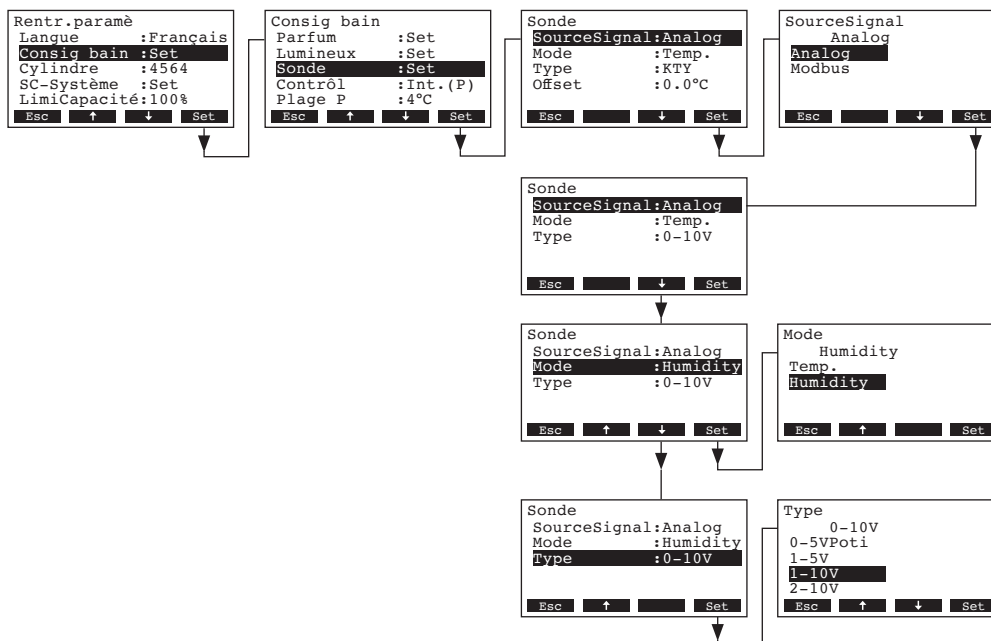 Rentr.paramè
Langue :Français
Consig bain :Set
Cylindre :4564
SC-Système :Set
LimiCapacité:100%
Esc ↑ ↓ Set
Consig bain
Parfum :Set
Lumineux :Set
Sonde :Set
Contrôl :Int.(P)
Plage P :4°C
Esc ↑ ↓ Set
Sonde
SourceSignal:Analog
Mode :Temp.
Type :KTY
Offset :0.0°C
Esc ↓ Set
SourceSignal
Analog
Analog
Modbus
Esc ↓ Set
Sonde
SourceSignal:Analog
Mode :Temp.
Type :0-10V
Esc ↓ Set
Sonde
SourceSignal:Analog
Mode :Humidity
Type :0-10V
Esc ↑ ↓ Set
Mode
Humidity
Temp.
Humidity
Esc ↑ Set
Sonde
SourceSignal:Analog
Mode :Humidity
Type :0-10V
Esc ↑ Set
Type
0-10V
0-5VPoti
1-5V
1-10V
2-10V
Esc ↑ ↓ Set